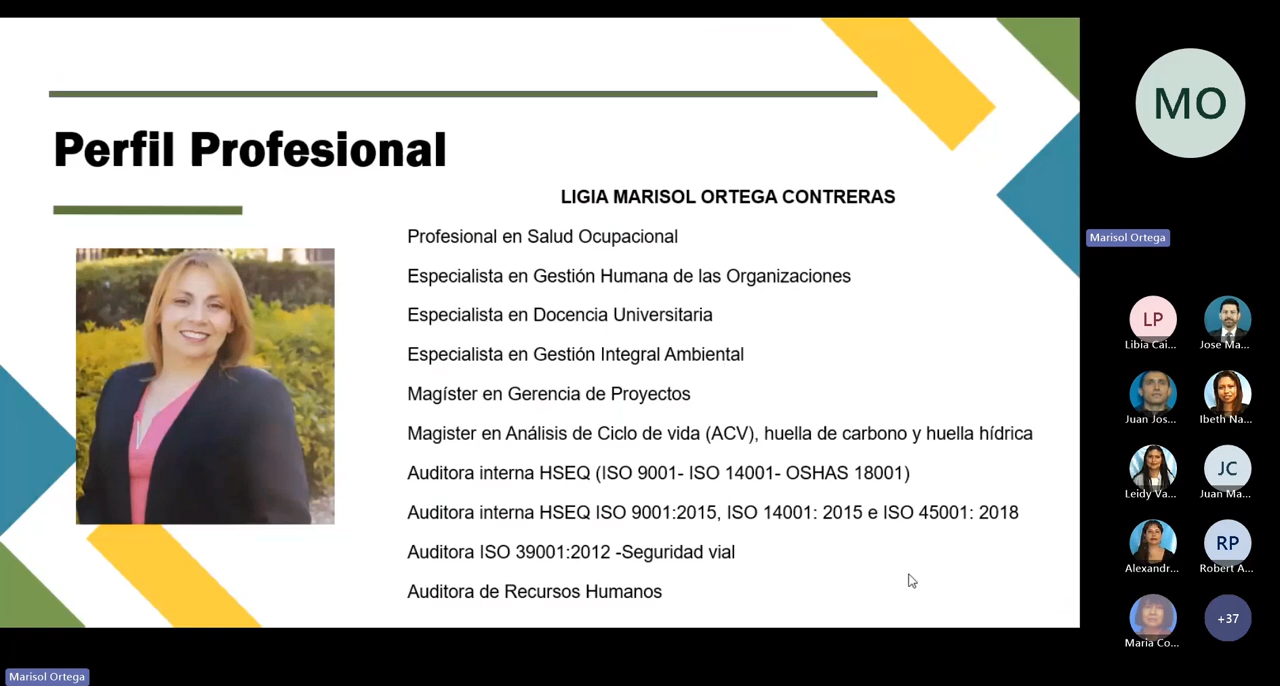 Perfil Profesional
LIGIA MARISOL ORTEGA CONTRERAS
Profesional en Salud Ocupacional
Especialista en Gestión Humana de las Organizaciones
Especialista en Docencia Universitaria
Especialista en Gestión Integral Ambiental
Magíster en Gerencia de Proyectos
Magister en Análisis de Ciclo de vida (ACV), huella de carbono y huella hídrica
Auditora interna HSEQ (ISO 9001- ISO 14001- OSHAS 18001)
Auditora interna HSEQ ISO 9001:2015, ISO 14001: 2015 e ISO 45001: 2018
Auditora ISO 39001:2012 -Seguridad vial
Auditora de Recursos Humanos
MO
Marisol Ortega
LP
Libia Cai...
Jose Ma...
Juan Jos...
Ibeth Na...
Leidy Va...
JC
Juan Ma...
Alexandr...
RP
Robert A...
Maria Co...
+37
Marisol Ortega